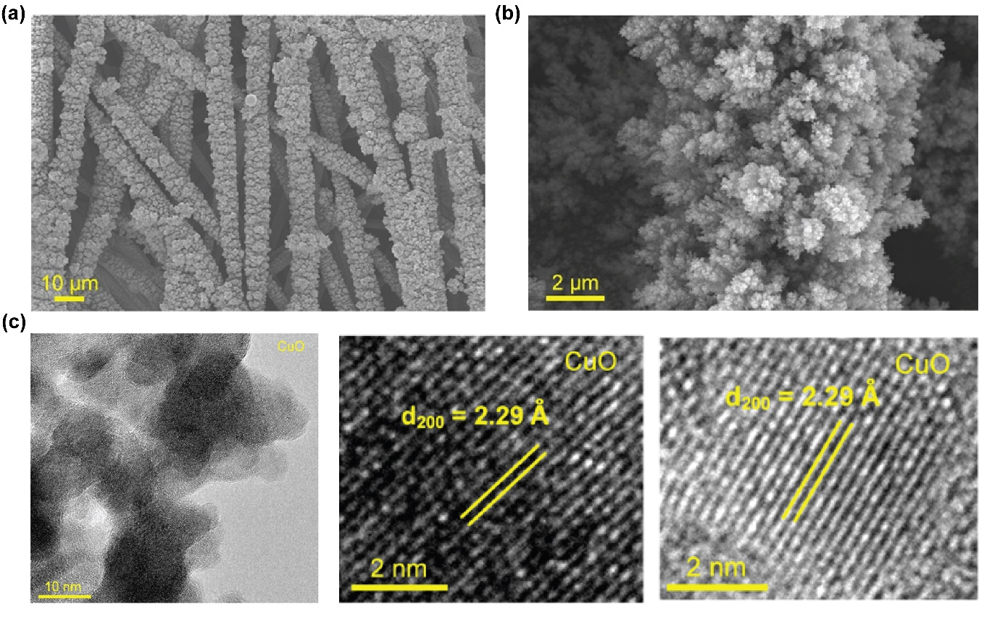 (a)
(b)
10 µm
2 µm
(c)
CuO
10 nm
CuO
d₂₀₀ = 2.29 Å
2 nm
CuO
d₂₀₀ = 2.29 Å
2 nm